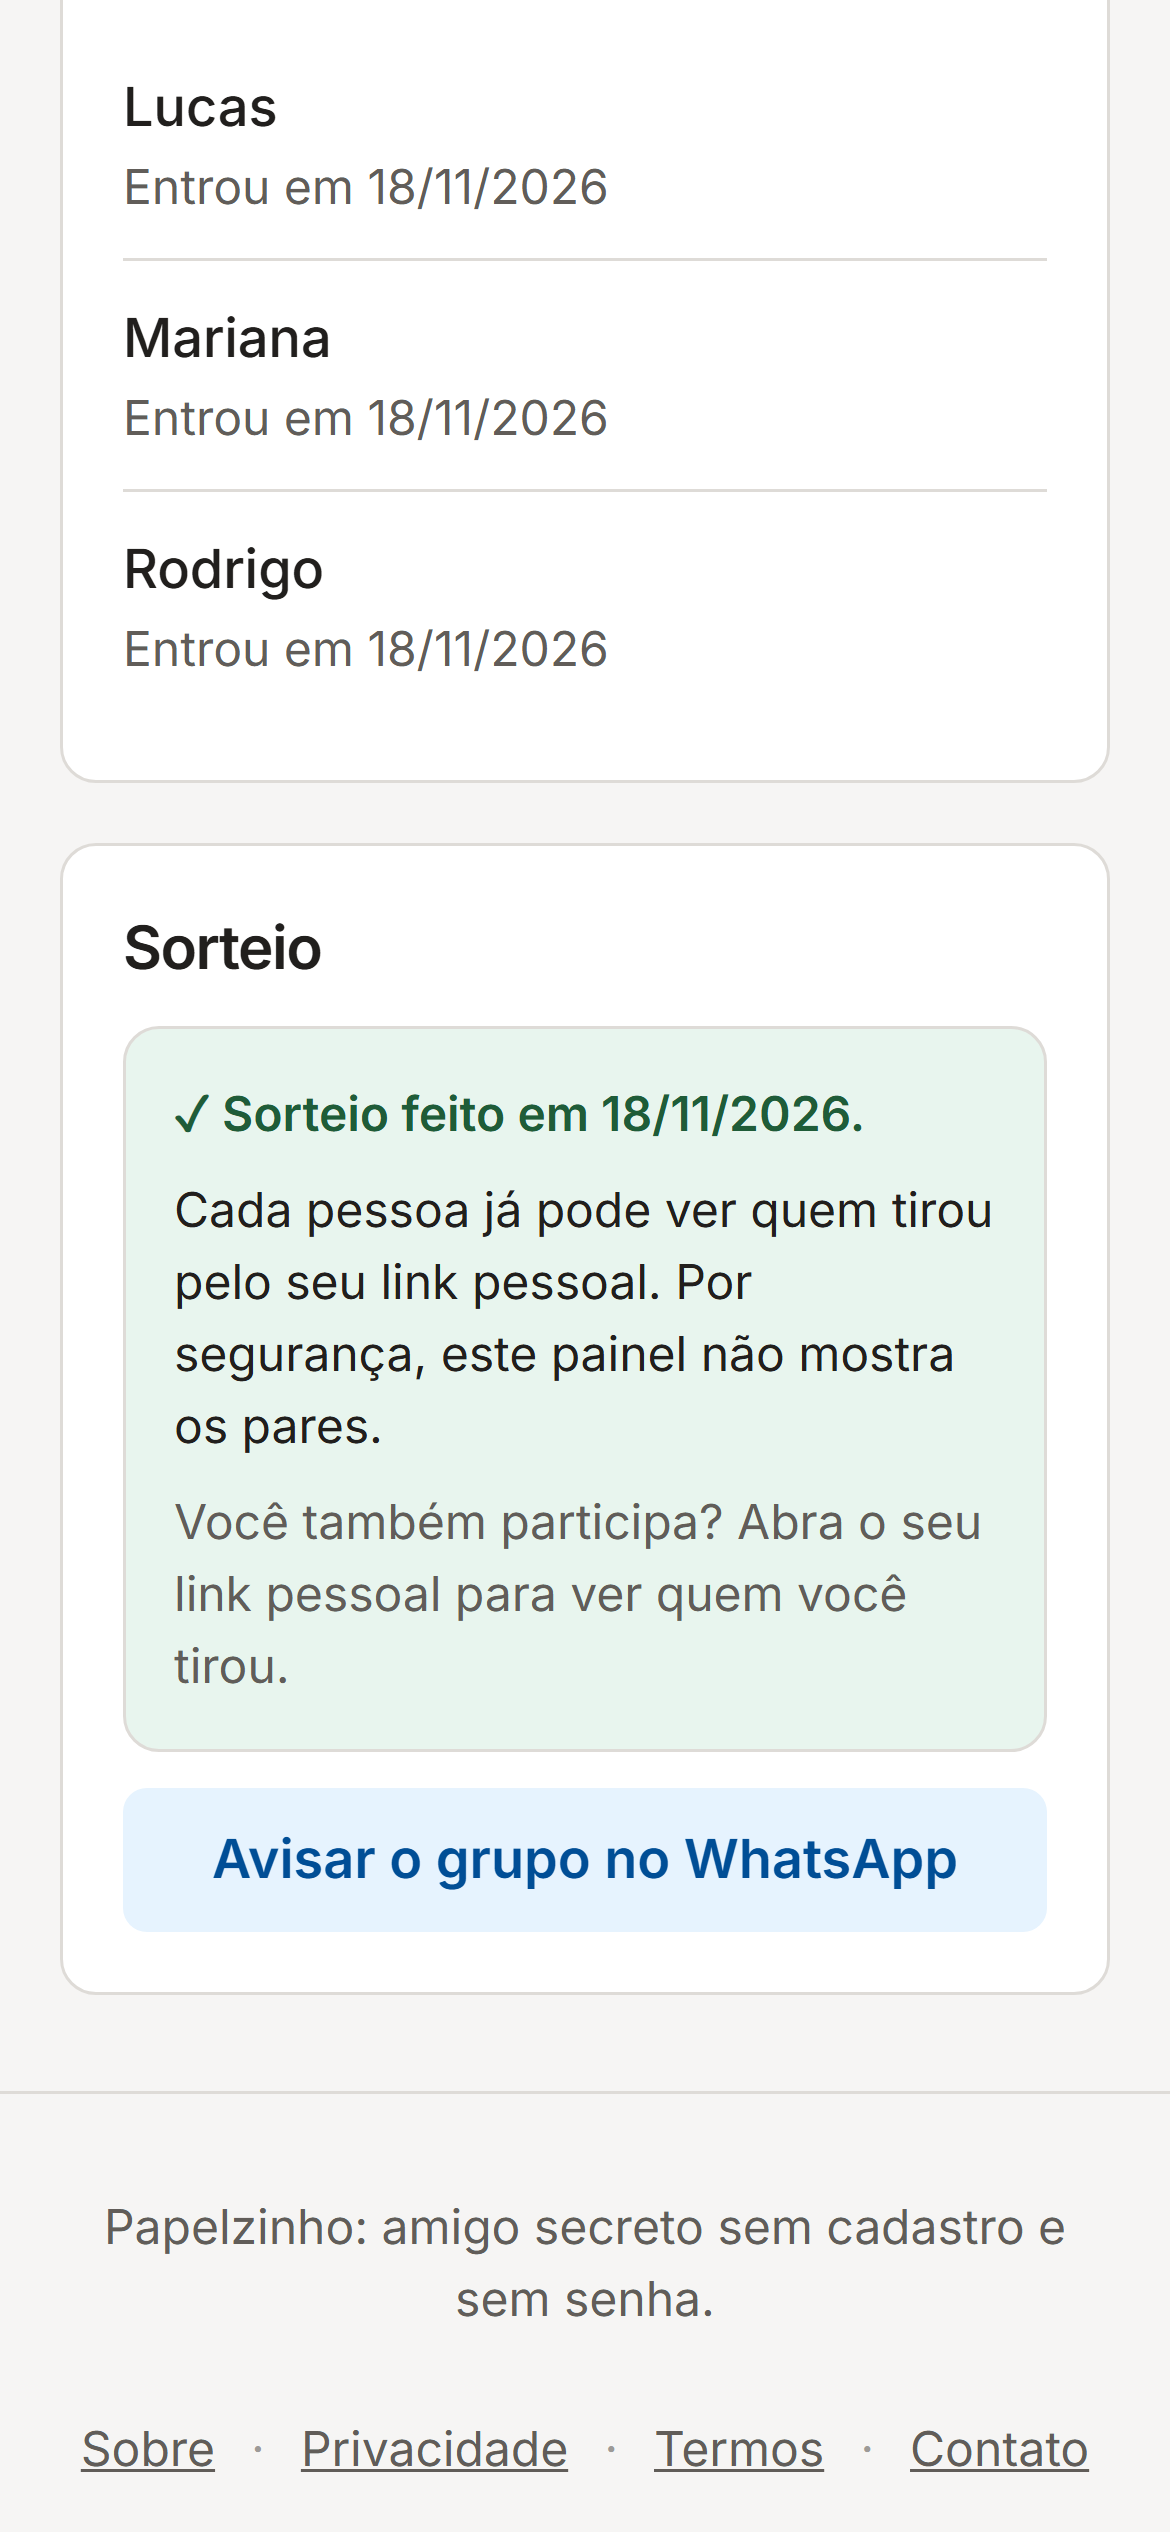 Lucas
Entrou em 18/11/2026
Mariana
Entrou em 18/11/2026
Rodrigo
Entrou em 18/11/2026
Sorteio
✓ Sorteio feito em 18/11/2026.
Cada pessoa já pode ver quem tirou
pelo seu link pessoal. Por
segurança, este painel não mostra
os pares.
Você também participa? Abra o seu
link pessoal para ver quem você
tirou.
Avisar o grupo no WhatsApp
Papelzinho: amigo secreto sem cadastro e
sem senha.
Sobre · Privacidade · Termos · Contato